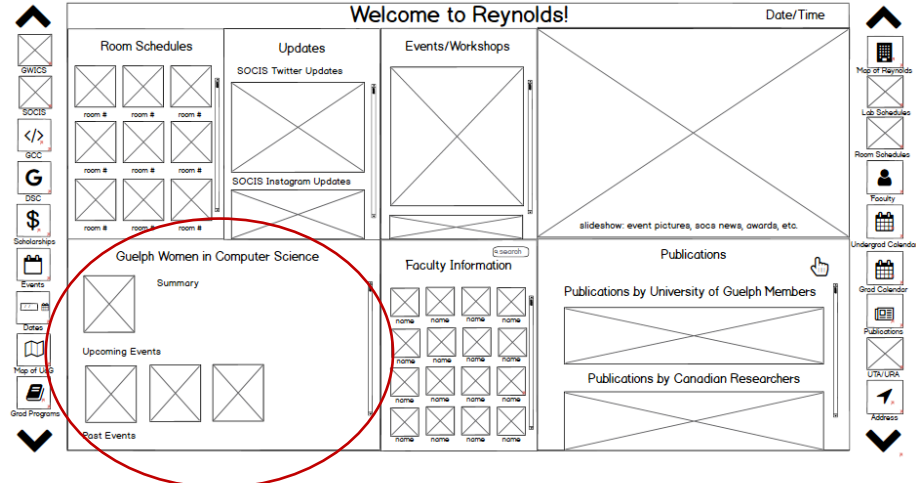 Welcome to Reynolds!
Date/Time
GWICS
SOCIS
</>
GCC
G
DSC
$
Scholarships
Events
Dates
Map of UoG
Grad Programs
Room Schedules
room # room # room #
room # room # room #
room # room # room #
Updates
SOCIS Twitter Updates
SOCIS Instagram Updates
Events/Workshops
slideshow: event pictures, socs news, awards, etc.
Guelph Women in Computer Science
Summary
Upcoming Events
Past Events
search
Faculty Information
name name name name
name name name name
name name name name
name name name name
Publications
Publications by University of Guelph Members
Publications by Canadian Researchers
Map of Reynolds
Lab Schedules
Room Schedules
Faculty
Undergrad Calendar
Grad Calendar
Publications
UTA/URA
Address